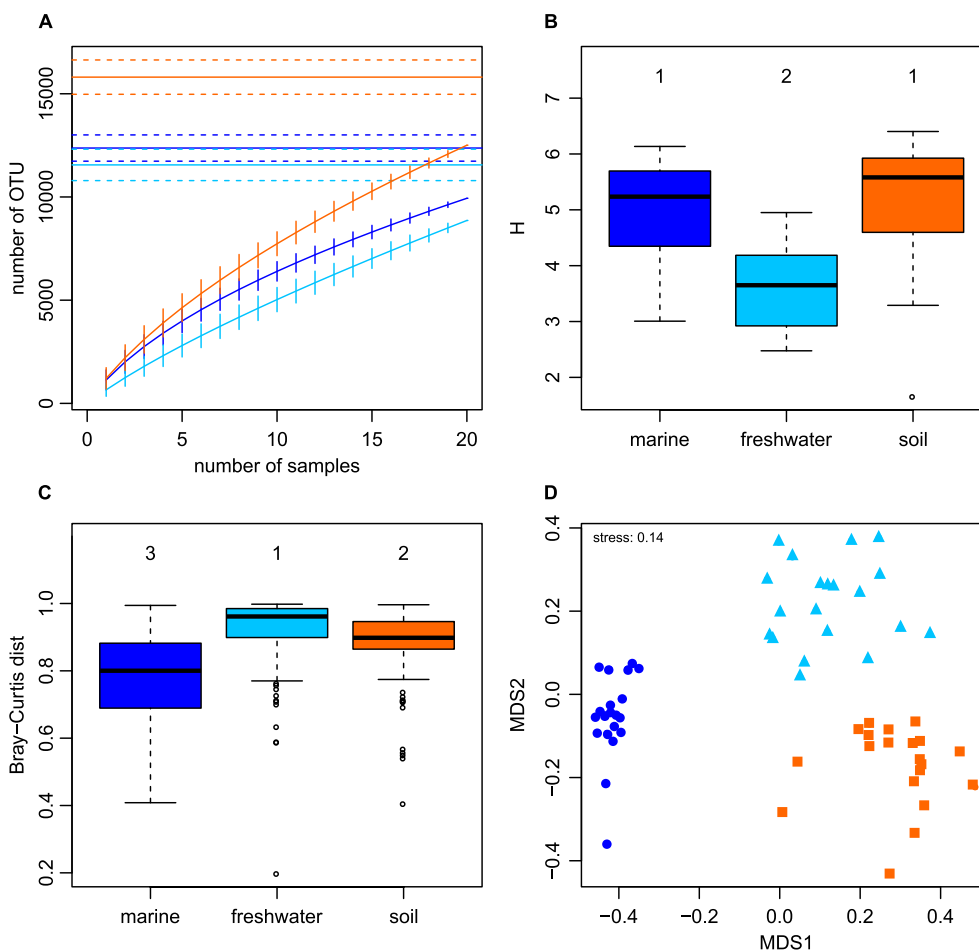 A
number of OTU
0
5000
10000
15000
0 5 10 15 20
number of samples
B
H
7
6
5
4
3
2
1 2 1
marine freshwater soil
C
Bray−Curtis dist
1.0
0.8
0.6
0.4
0.2
3 1 2
marine freshwater soil
D
stress: 0.14
MDS2
0.4
0.2
0.0
−0.2
−0.4
−0.4 −0.2 0.0 0.2 0.4
MDS1